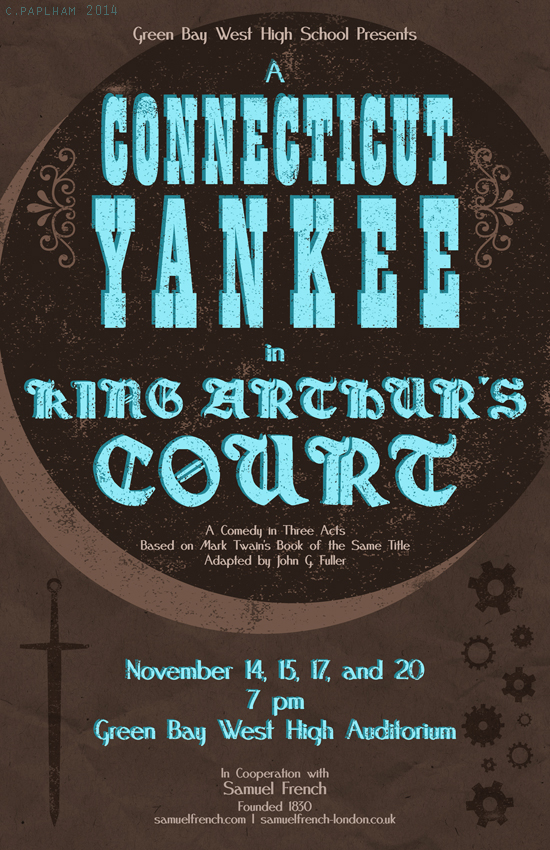 C.PAPLHAM 2014
Green Bay West High School Presents
A
CONNECTICUT
YANKEE
in
KING ARTHUR'S
COURT
A Comedy in Three Acts
Based on Mark Twain's Book of the Same Title
Adapted by John G. Fuller
November 14, 15, 17, and 20
7 pm
Green Bay West High Auditorium
In Cooperation with
Samuel French
Founded 1830
samuelfrench.com | samuelfrench-london.co.uk